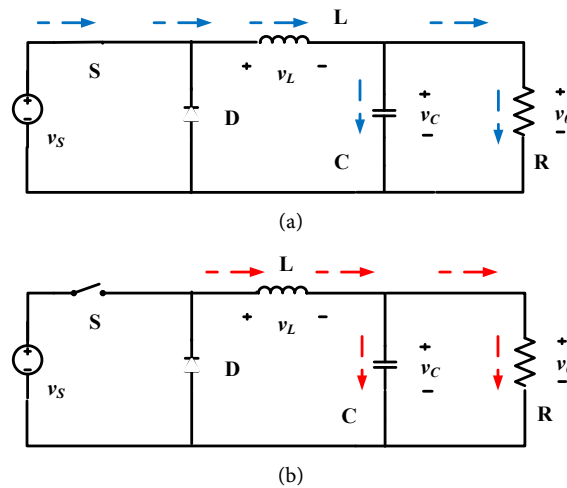 L
S
+ v_L −
D
+ v_C −
C
+ −
v_S
+ −
R
(a)
L
S
+ v_L −
D
+ v_C −
C
+ −
v_S
+ −
R
(b)